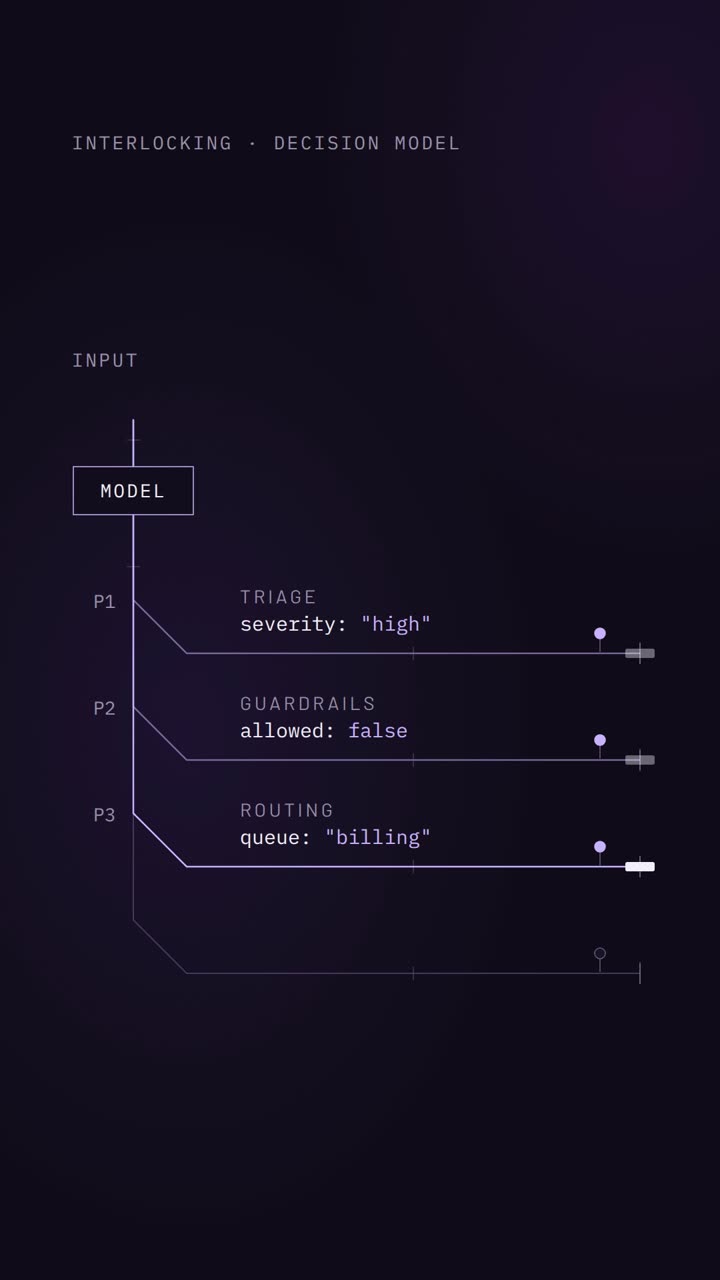 INTERLOCKING · DECISION MODEL
INPUT
MODEL
P1
TRIAGE
severity: "high"
P2
GUARDRAILS
allowed: false
P3
ROUTING
queue: "billing"